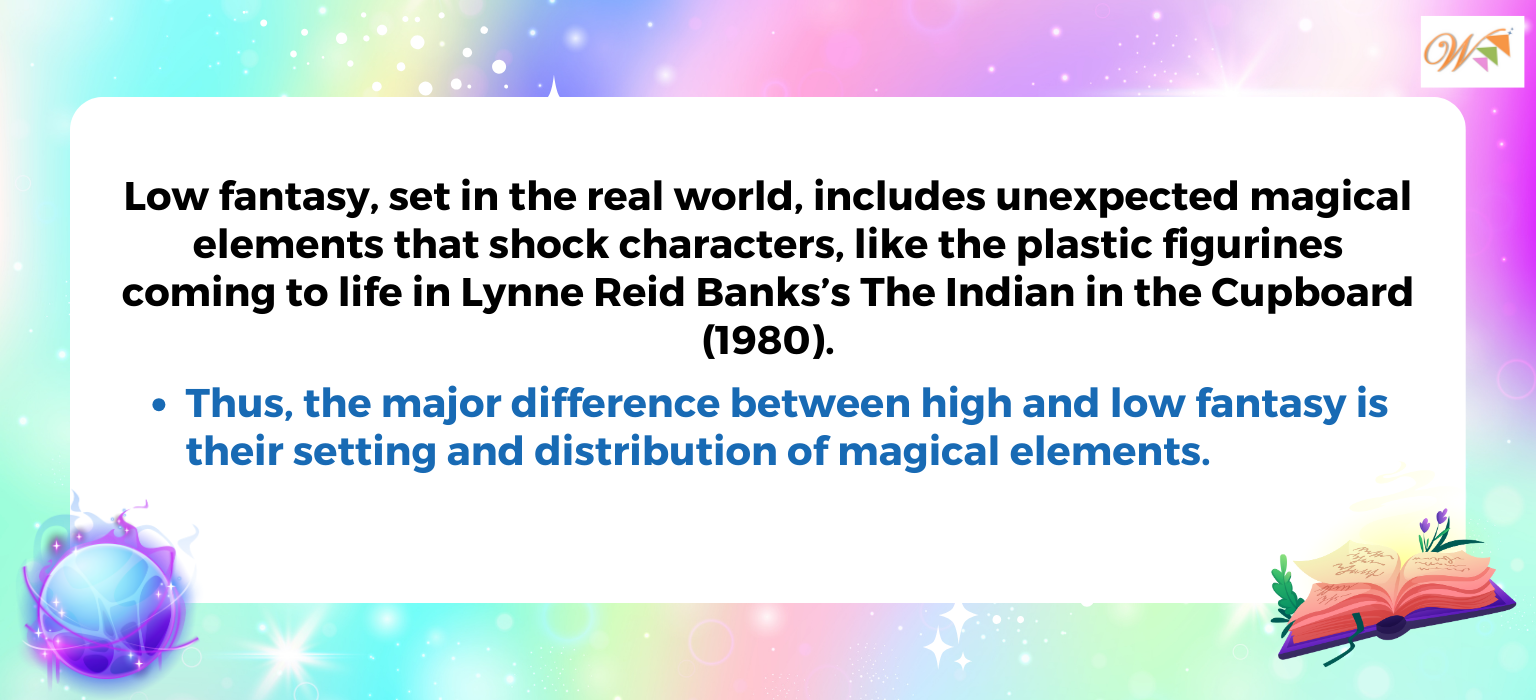 Low fantasy, set in the real world, includes unexpected magical
elements that shock characters, like the plastic figurines
coming to life in Lynne Reid Banks’s The Indian in the Cupboard
(1980).
• Thus, the major difference between high and low fantasy is
their setting and distribution of magical elements.